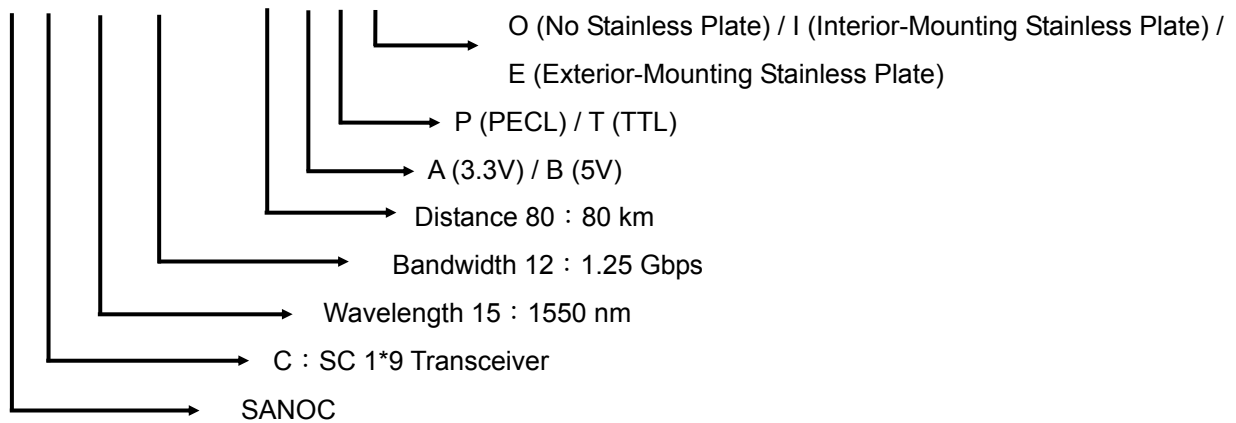 O (No Stainless Plate) / I (Interior-Mounting Stainless Plate) /
E (Exterior-Mounting Stainless Plate)
P (PECL) / T (TTL)
A (3.3V) / B (5V)
Distance 80：80 km
Bandwidth 12：1.25 Gbps
Wavelength 15：1550 nm
C：SC 1*9 Transceiver
SANOC